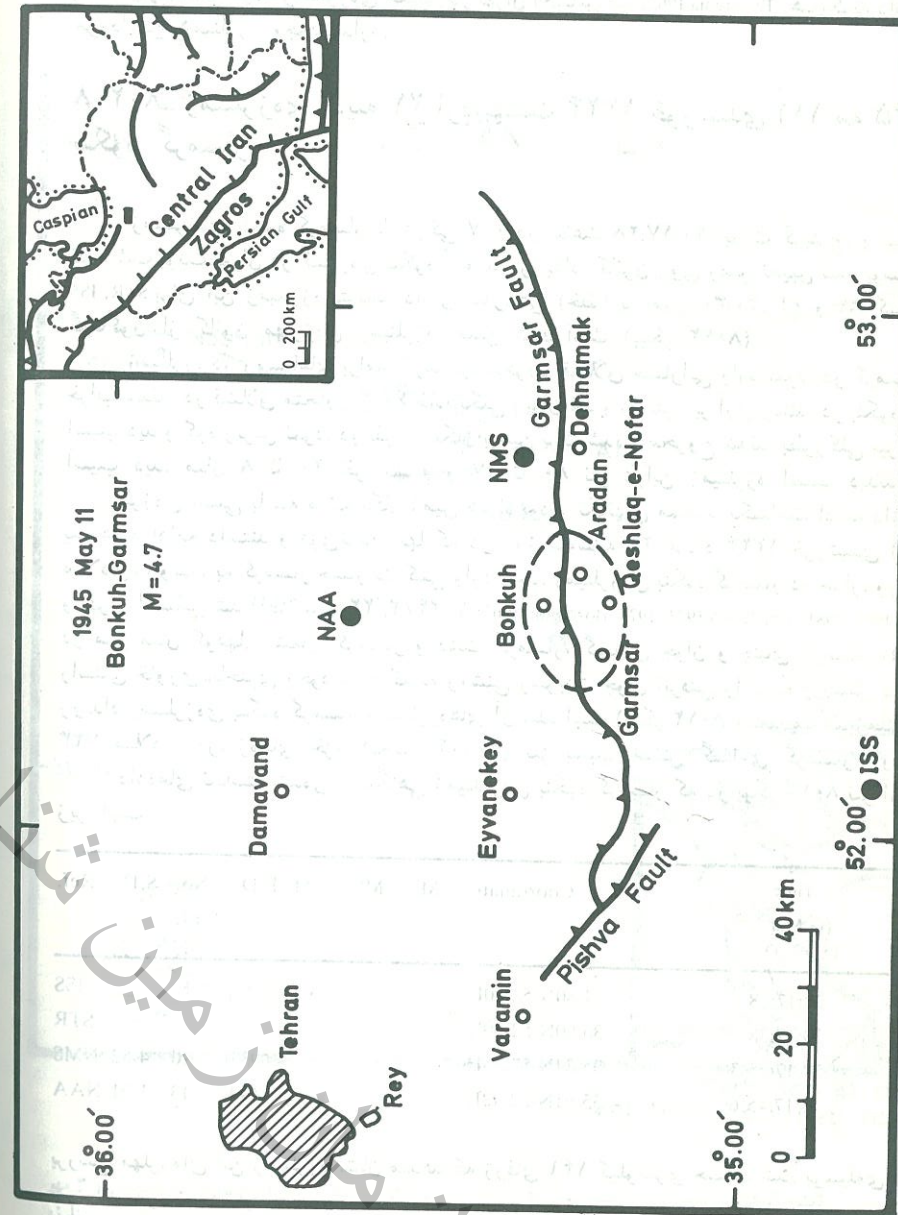 1945 May 11
Bonkuh-Garmsar
M = 4.7
Caspian
Central Iran
Zagros
Persian Gulf
0 200km
36°.00′
Tehran
Rey
Damavand
NAA
Varamin
Eyvanekey
Bonkuh
NMS
Garmsar Fault
Dehnamak
Aradan
Qeshlaq-e-Nofar
Garmsar
Pishva Fault
35°.00′
0 20 40km
52°.00′
ISS
53°.00′